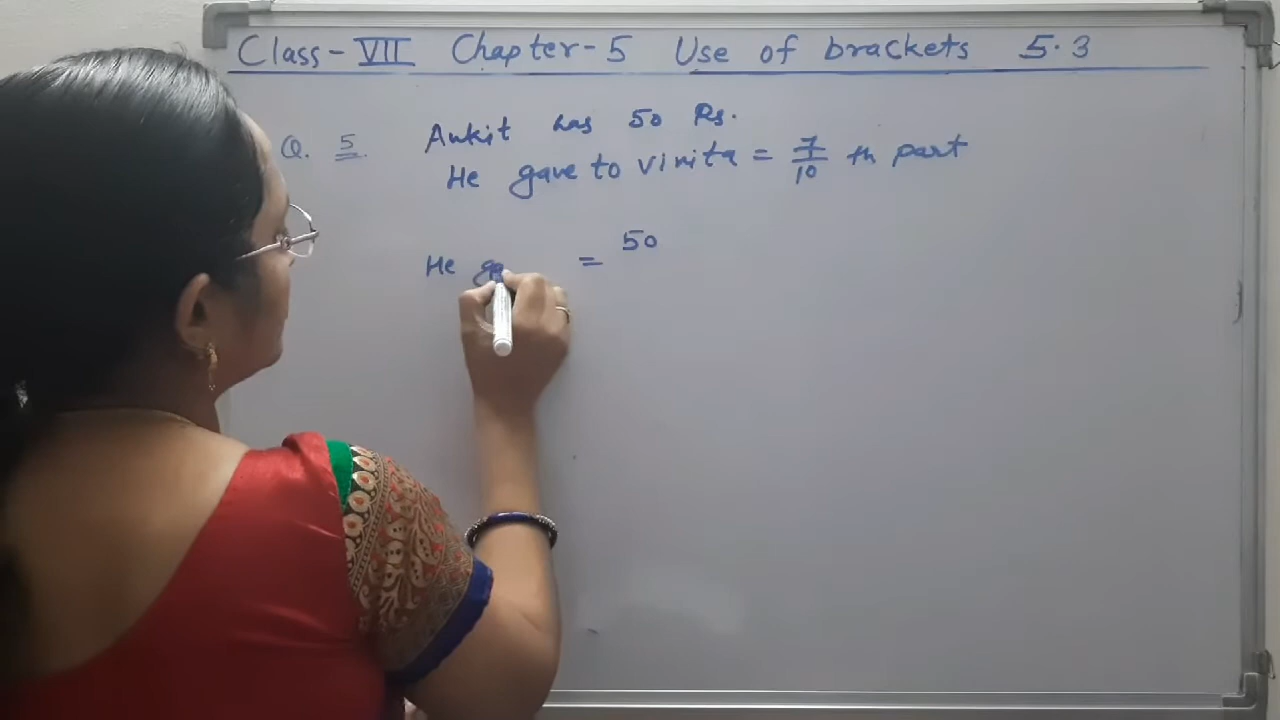 Class-VII Chapter-5 Use of brackets 5.3
Q. 5. Ankit has 50 Rs.
He gave to vinita = 7/10 th part
He ga = 50